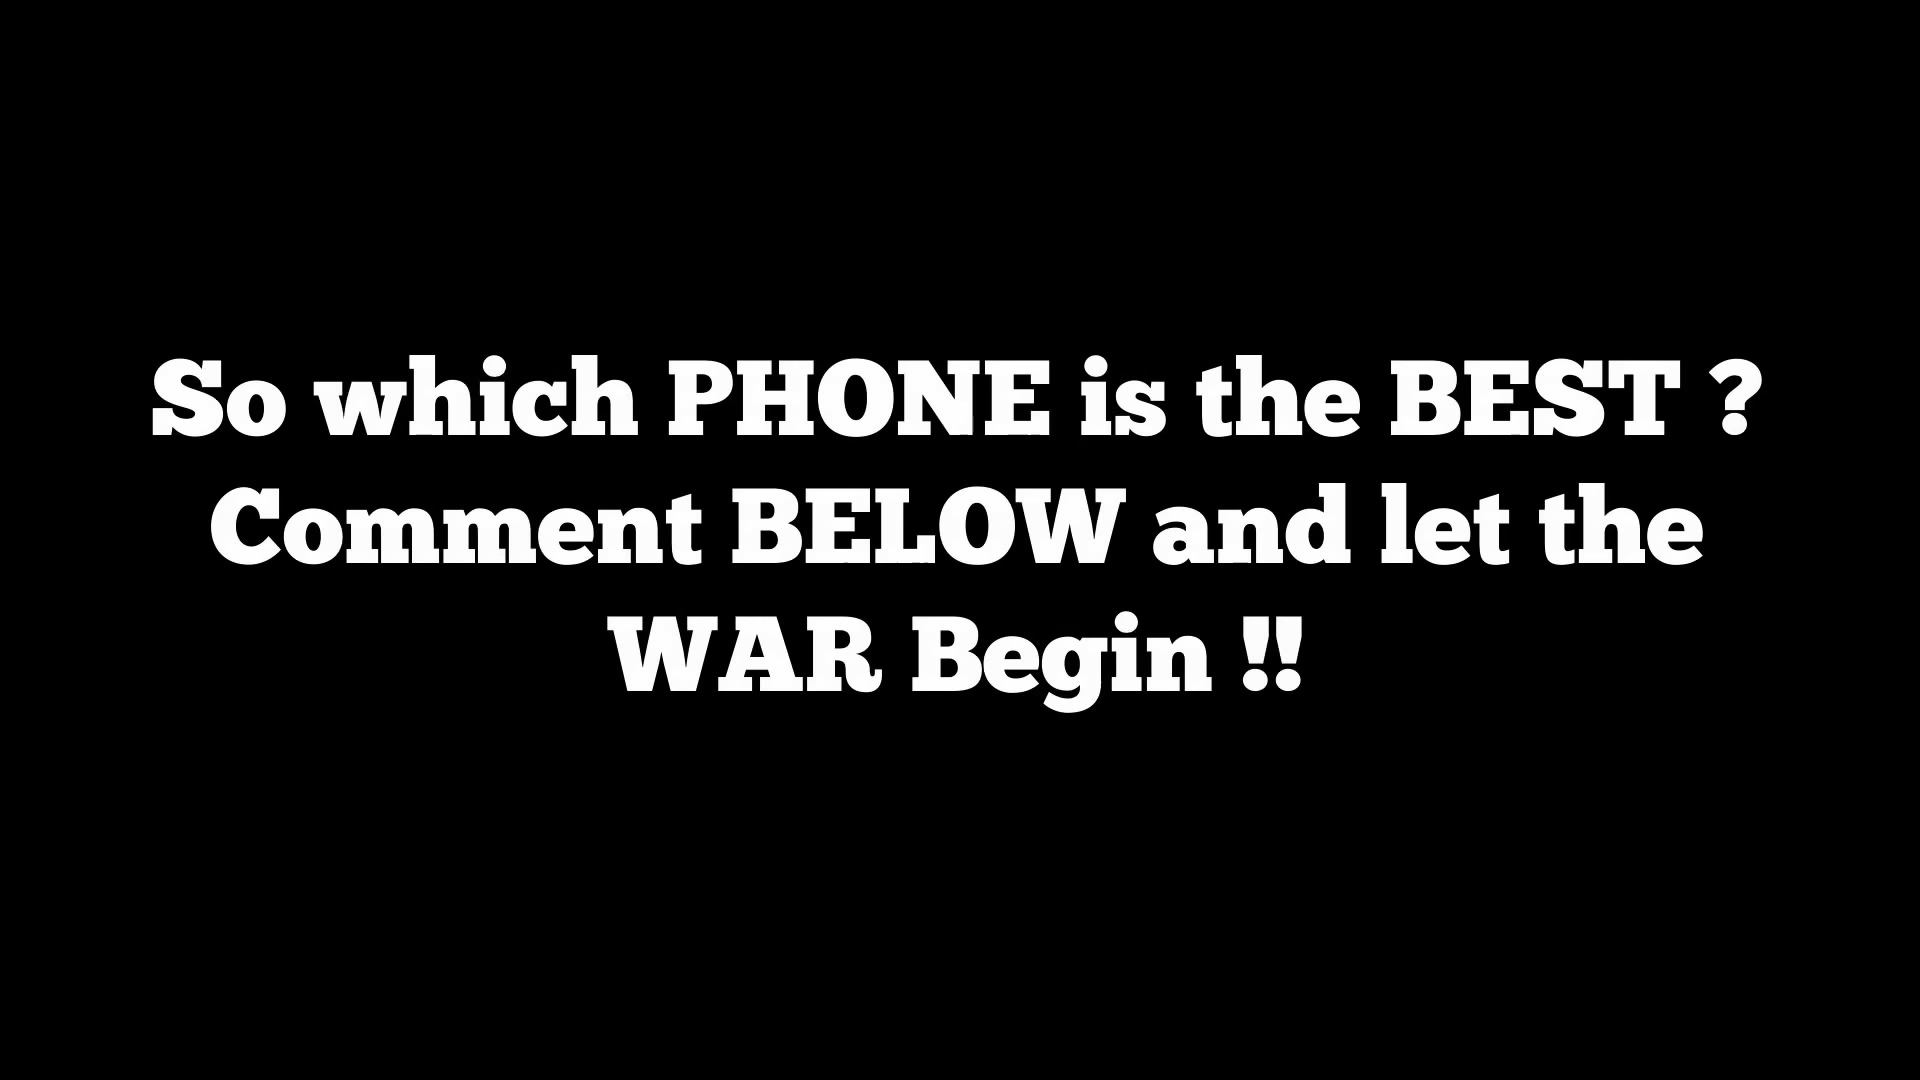 So which PHONE is the BEST ?
Comment BELOW and let the
WAR Begin !!